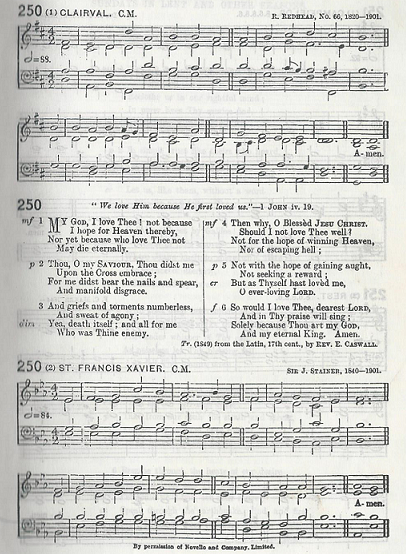 250 (1) CLAIRVAL. C.M. R. REDHEAD, No. 66, 1820–1901.
A-men.
250 "We love Him because He first loved us."—1 JOHN iv. 19.
mf 1 MY GOD, I love Thee: not because
I hope for Heaven thereby,
Nor yet because who love Thee not
May die eternally.
p 2 Thou, O my SAVIOUR, Thou didst me
Upon the Cross embrace;
For me didst bear the nails and spear,
And manifold disgrace.
3 And griefs and torments numberless,
And sweat of agony;
dim Yea, death itself; and all for me
Who was Thine enemy.
mf 4 Then why, O Blessèd JESU CHRIST,
Should I not love Thee well?
Not for the hope of winning Heaven,
Nor of escaping hell;
p 5 Not with the hope of gaining aught,
Not seeking a reward;
cr But as Thyself hast lovèd me,
O ever-loving LORD.
f 6 So would I love Thee, dearest LORD,
And in Thy praise will sing;
Solely because Thou art my GOD,
And my eternal King. Amen.
Tr. (1849) from the Latin, 17th cent., by REV. E. CASWALL.
250 (2) ST. FRANCIS XAVIER. C.M. SIR J. STAINER, 1840–1901.
=84.
A-men.
By permission of Novello and Company, Limited.